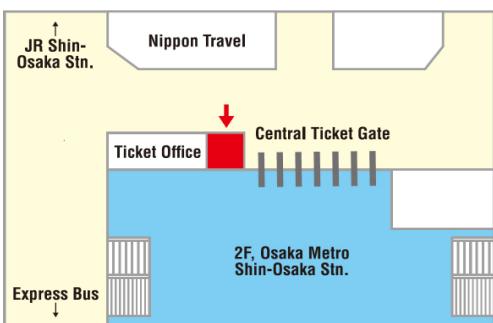 ↑
JR Shin-
Osaka Stn.
Nippon Travel
Central Ticket Gate
Ticket Office
2F, Osaka Metro
Shin-Osaka Stn.
Express Bus
↓